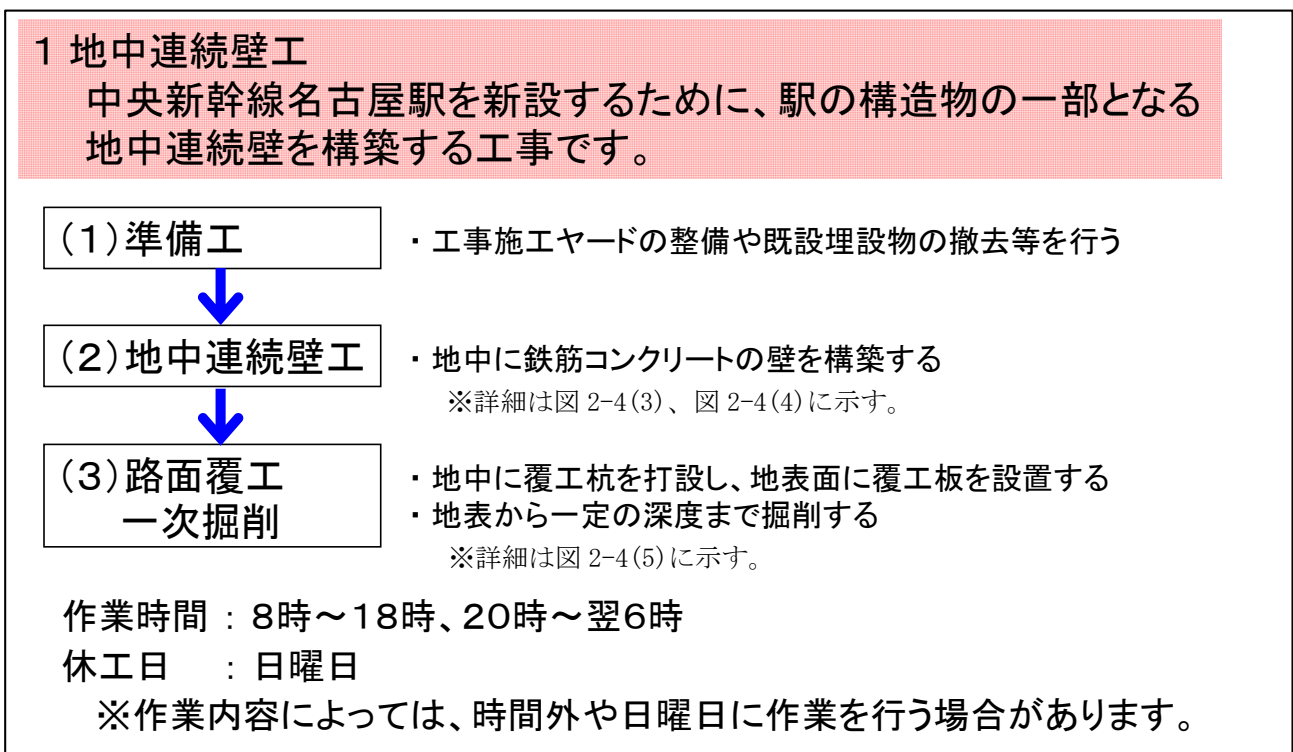 1 地中連続壁工
中央新幹線名古屋駅を新設するために、駅の構造物の一部となる
地中連続壁を構築する工事です。
(1)準備工
・工事施工ヤードの整備や既設埋設物の撤去等を行う
(2)地中連続壁工
・地中に鉄筋コンクリートの壁を構築する
※詳細は図 2-4(3)、図 2-4(4)に示す。
(3)路面覆工
一次掘削
・地中に覆工杭を打設し、地表面に覆工板を設置する
・地表から一定の深度まで掘削する
※詳細は図 2-4(5)に示す。
作業時間：8時～18時、20時～翌6時
休工日　：日曜日
※作業内容によっては、時間外や日曜日に作業を行う場合があります。